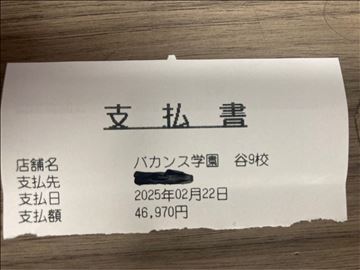 支払書
店舗名 バカンス学園 谷9校
支払先
支払日 2025年02月22日
支払額 46,970円